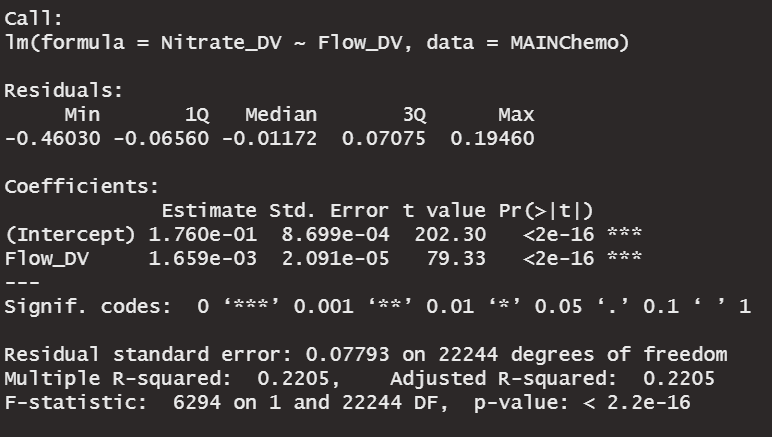 Call:
lm(formula = Nitrate_DV ~ Flow_DV, data = MAINChemo)

Residuals:
     Min       1Q   Median       3Q      Max
-0.46030 -0.06560 -0.01172  0.07075  0.19460

Coefficients:
             Estimate Std. Error t value Pr(>|t|)
(Intercept) 1.760e-01  8.699e-04  202.30   <2e-16 ***
Flow_DV     1.659e-03  2.091e-05   79.33   <2e-16 ***
---
Signif. codes:  0 ‘***’ 0.001 ‘**’ 0.01 ‘*’ 0.05 ‘.’ 0.1 ‘ ’ 1

Residual standard error: 0.07793 on 22244 degrees of freedom
Multiple R-squared:  0.2205,    Adjusted R-squared:  0.2205
F-statistic:  6294 on 1 and 22244 DF,  p-value: < 2.2e-16